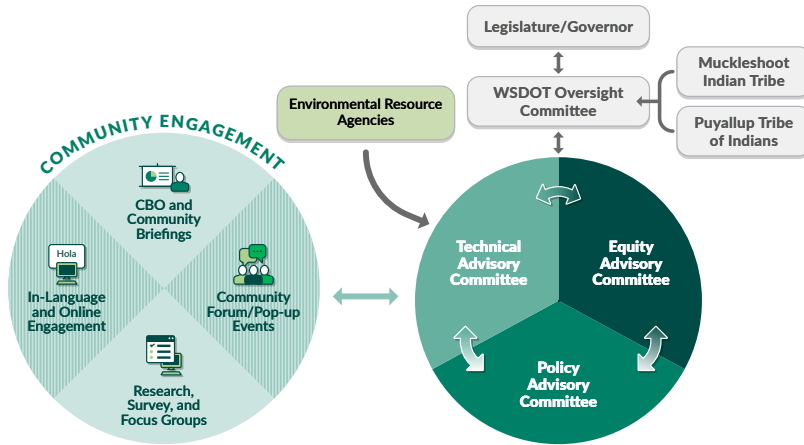 Legislature/Governor
WSDOT Oversight
Committee
Muckleshoot
Indian Tribe
Puyallup Tribe
of Indians
Environmental Resource
Agencies
COMMUNITY ENGAGEMENT
CBO and
Community
Briefings
Hola
In-Language
and Online
Engagement
Community
Forum/Pop-up
Events
Research,
Survey, and
Focus Groups
Technical
Advisory
Committee
Equity
Advisory
Committee
Policy
Advisory
Committee